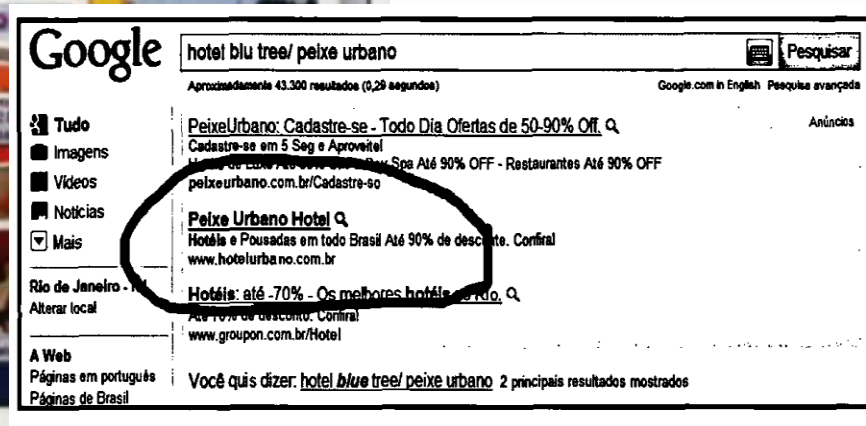 Google
hotel blu tree/ peixe urbano
Pesquisar
Aproximadamente 43.300 resultados (0,29 segundos)
Google.com in English Pesquisa avançada
Tudo
Imagens
Vídeos
Notícias
Mais
Rio de Janeiro -
Alterar local
A Web
Páginas em português
Páginas de Brasil
Anúncios
PeixeUrbano: Cadastre-se - Todo Dia Ofertas de 50-90% Off.
Cadastre-se em 5 Seg e Aproveite!
Spa Até 90% OFF - Restaurantes Até 90% OFF
peixeurbano.com.br/Cadastre-se
Peixe Urbano Hotel
Hotéis e Pousadas em todo Brasil Até 90% de desconto. Confira!
www.hotelurbano.com.br
Hotéis: até -70% - Os melhores hotéis Rio.
Até 70% de desconto. Confira!
www.groupon.com.br/Hotel
Você quis dizer: hotel blue tree/ peixe urbano 2 principais resultados mostrados